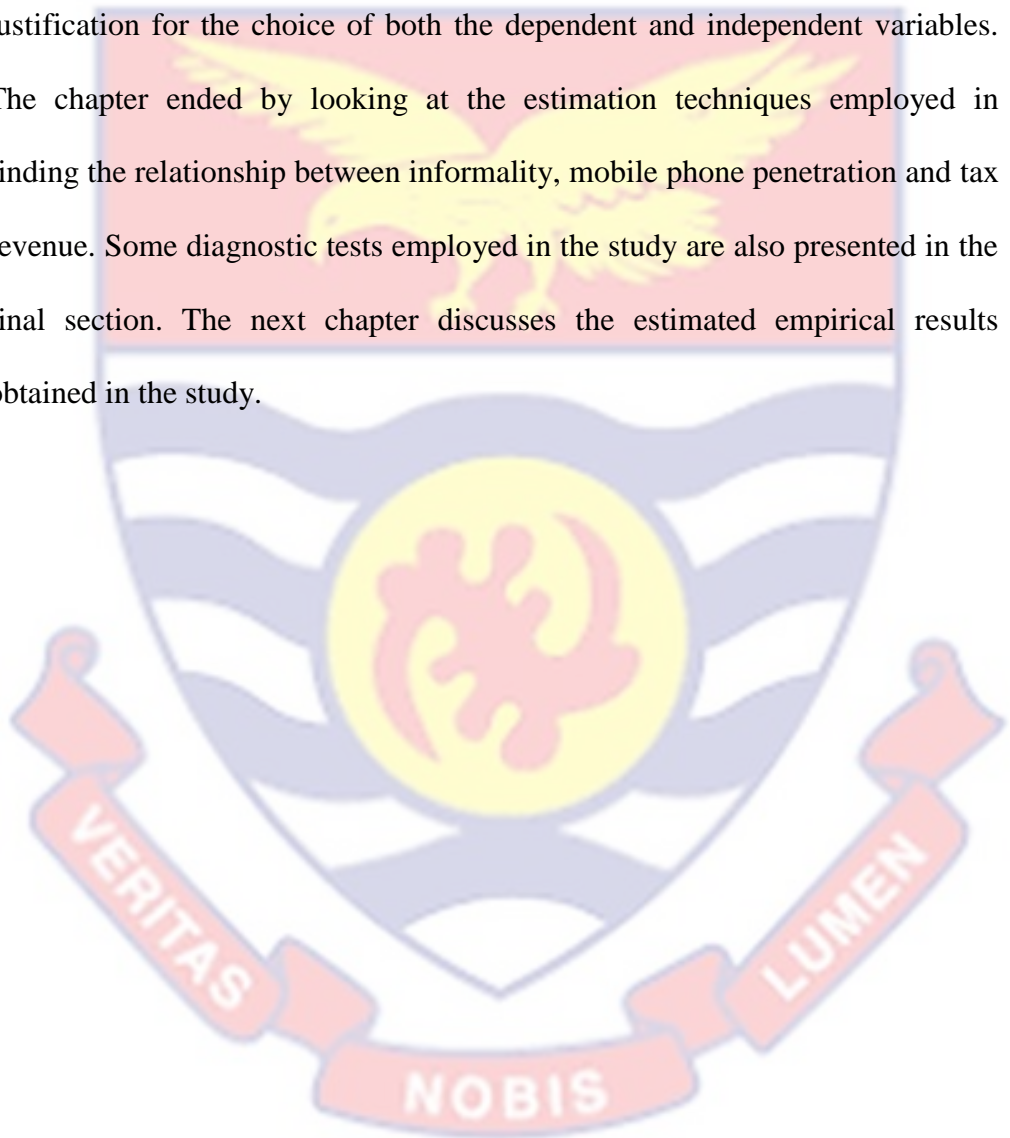 ustification for the choice of both the dependent and independent variables.
The chapter ended by looking at the estimation techniques employed in
inding the relationship between informality, mobile phone penetration and tax
evenue. Some diagnostic tests employed in the study are also presented in the
inal section. The next chapter discusses the estimated empirical results
obtained in the study.
VERITAS
NOBIS
LUMEN